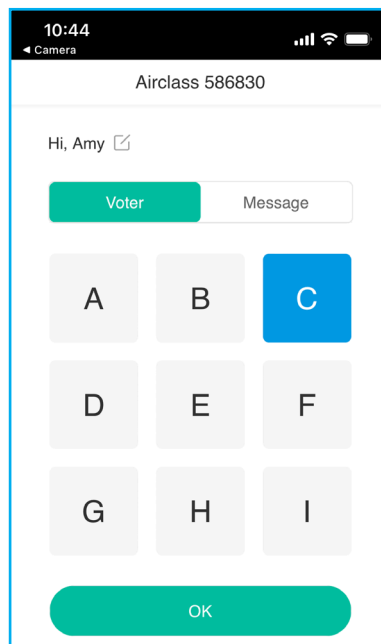 10:44
◀ Camera
Airclass 586830
Hi, Amy
Voter Message
A B C
D E F
G H I
OK